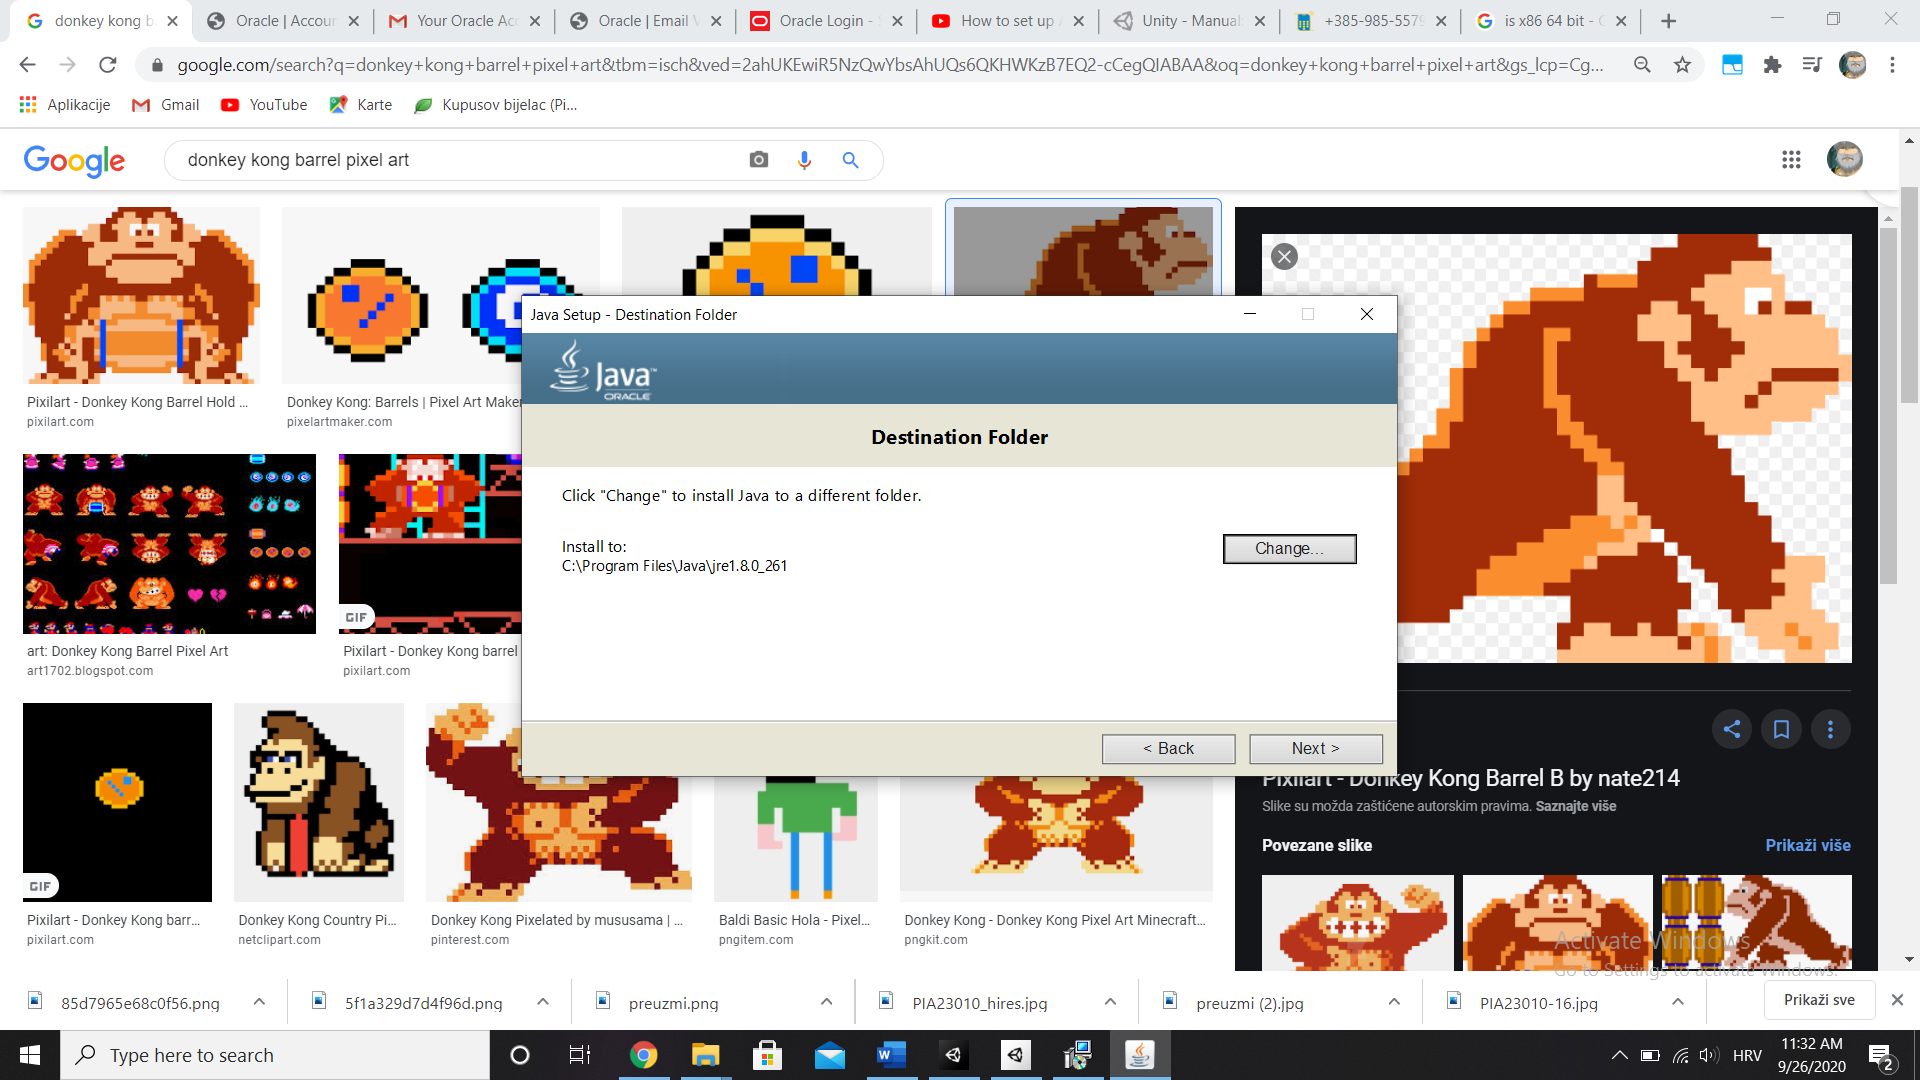 donkey kong b
Oracle | Accour
Your Oracle Acc
Oracle | Email V
Oracle Login - S
How to set up A
Unity - Manual
+385-985-5579
is x86 64 bit - G
google.com/search?q=donkey+kong+barrel+pixel+art&tbm=isch&ved=2ahUKEwiR5NzQwYbsAhUQs6QKHWKzB7EQ2-cCegQIABAA&oq=donkey+kong+barrel+pixel+art&gs_lcp=Cg...
Aplikacije
Gmail
YouTube
Karte
Kupusov bijelac (Pi...
Google
donkey kong barrel pixel art
Pixilart - Donkey Kong Barrel Hold ...
pixilart.com
Donkey Kong: Barrels | Pixel Art Maker
pixelartmaker.com
Java Setup - Destination Folder
Java™
ORACLE
Destination Folder
Click "Change" to install Java to a different folder.
Install to:
C:\Program Files\Java\jre1.8.0_261
Change...
< Back
Next >
GIF
art: Donkey Kong Barrel Pixel Art
art1702.blogspot.com
Pixilart - Donkey Kong barrel
pixilart.com
Pixilart - Donkey Kong Barrel B by nate214
Slike su možda zaštićene autorskim pravima. Saznajte više
Povezane slike
Prikaži više
GIF
Pixilart - Donkey Kong barr...
pixilart.com
Donkey Kong Country Pi...
netclipart.com
Donkey Kong Pixelated by mususama | ...
pinterest.com
Baldi Basic Hola - Pixel...
pngitem.com
Donkey Kong - Donkey Kong Pixel Art Minecraft...
pngkit.com
Activate Windows
Go to Settings to activate Windows.
85d7965e68c0f56.png
5f1a329d7d4f96d.png
preuzmi.png
PIA23010_hires.jpg
preuzmi (2).jpg
PIA23010-16.jpg
Prikaži sve
Type here to search
HRV
11:32 AM
9/26/2020
2